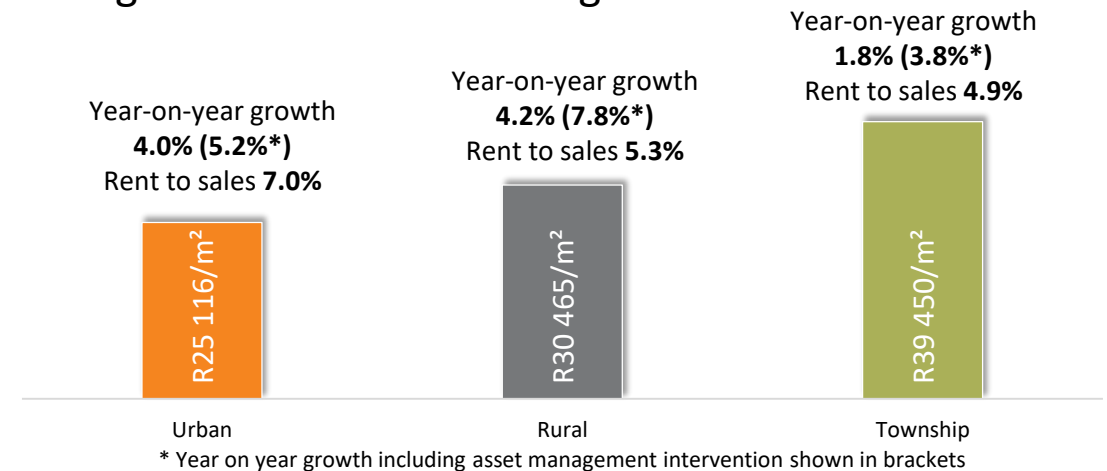 Year-on-year growth
4.0% (5.2%*)
Rent to sales 7.0%
R25 116/m²
Urban
Year-on-year growth
4.2% (7.8%*)
Rent to sales 5.3%
R30 465/m²
Rural
Year-on-year growth
1.8% (3.8%*)
Rent to sales 4.9%
R39 450/m²
Township
* Year on year growth including asset management intervention shown in brackets